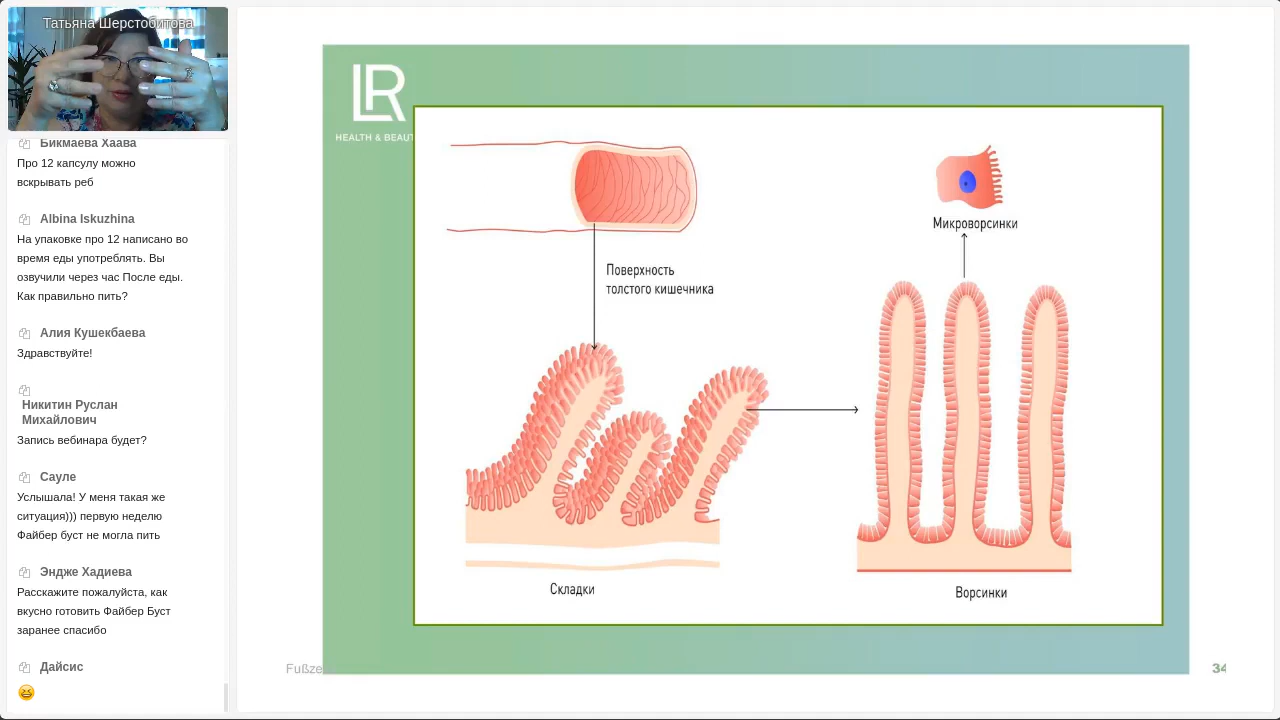 Татьяна Шерстобитова
Бикмаева Хаава
Про 12 капсулу можно
вскрывать реб
Albina Iskuzhina
На упаковке про 12 написано во
время еды употреблять. Вы
озвучили через час После еды.
Как правильно пить?
Алия Кушекбаева
Здравствуйте!
Никитин Руслан
Михайлович
Запись вебинара будет?
Сауле
Услышала! У меня такая же
ситуация))) первую неделю
Файбер буст не могла пить
Эндже Хадиева
Расскажите пожалуйста, как
вкусно готовить Файбер Буст
заранее спасибо
Дайсис
LR
HEALTH & BEAUT
Микроворсинки
Поверхность
толстого кишечника
Складки
Ворсинки
Fußze
34